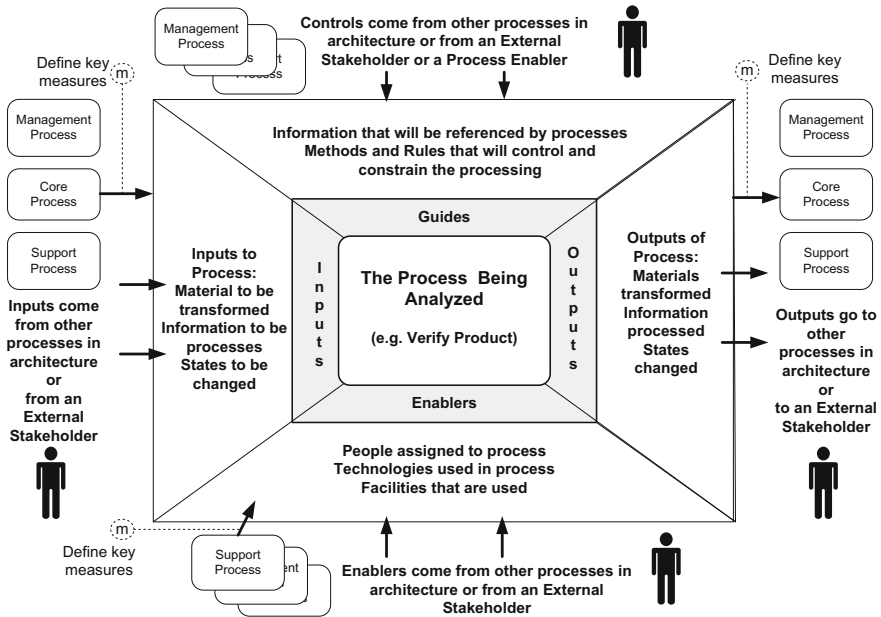 Management
Process
s
rt
Process
Controls come from other processes in
architecture or from an External
Stakeholder or a Process Enabler
Define key
measures
m
m
Define key
measures
Management
Process
Core
Process
Support
Process
Inputs come
from other
processes in
architecture
or
from an
External
Stakeholder
Information that will be referenced by processes
Methods and Rules that will control and
constrain the processing
Guides
Inputs to
Process:
Material to be
transformed
Information to be
processes
States to be
changed
Inputs
The Process Being
Analyzed
(e.g. Verify Product)
Outputs
Outputs of
Process:
Materials
transformed
Information
processed
States
changed
Enablers
People assigned to process
Technologies used in process
Facilities that are used
Management
Process
Core
Process
Support
Process
Outputs go to
other
processes in
architecture
or
to an External
Stakeholder
m
Define key
measures
Support
Process
ent
Enablers come from other processes in
architecture or from an External
Stakeholder